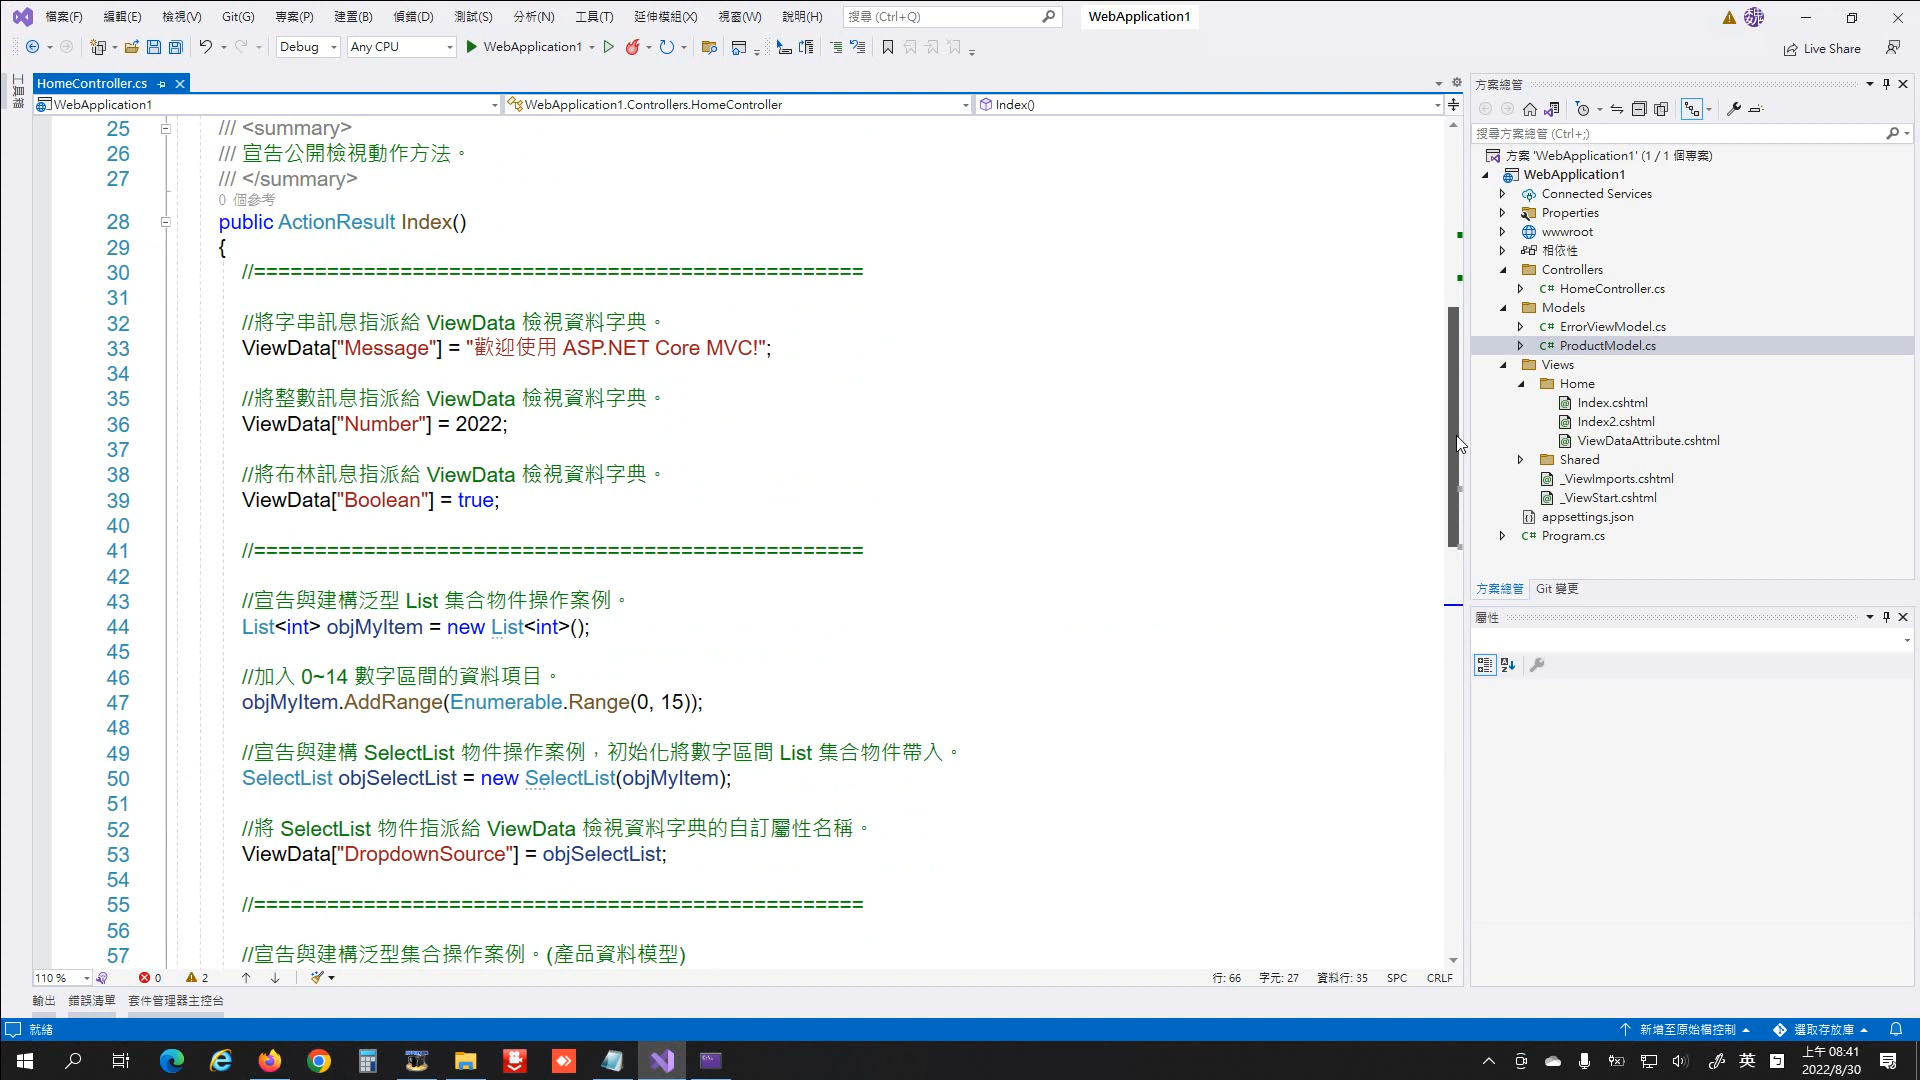 檔案(F) 編輯(E) 檢視(V) Git(G) 專案(P) 建置(B) 偵錯(D) 測試(S) 分析(N) 工具(T) 延伸模組(X) 視窗(W) 說明(H) 搜尋 (Ctrl+Q) WebApplication1
Debug Any CPU WebApplication1 Live Share
工具箱
HomeController.cs
WebApplication1 WebApplication1.Controllers.HomeController Index()
25 /// <summary>
26 /// 宣告公開檢視動作方法。
27 /// </summary>
0 個參考
28 public ActionResult Index()
29 {
30 //==================================================
31
32 //將字串訊息指派給 ViewData 檢視資料字典。
33 ViewData["Message"] = "歡迎使用 ASP.NET Core MVC!";
34
35 //將整數訊息指派給 ViewData 檢視資料字典。
36 ViewData["Number"] = 2022;
37
38 //將布林訊息指派給 ViewData 檢視資料字典。
39 ViewData["Boolean"] = true;
40
41 //==================================================
42
43 //宣告與建構泛型 List 集合物件操作案例。
44 List<int> objMyItem = new List<int>();
45
46 //加入 0~14 數字區間的資料項目。
47 objMyItem.AddRange(Enumerable.Range(0, 15));
48
49 //宣告與建構 SelectList 物件操作案例，初始化將數字區間 List 集合物件帶入。
50 SelectList objSelectList = new SelectList(objMyItem);
51
52 //將 SelectList 物件指派給 ViewData 檢視資料字典的自訂屬性名稱。
53 ViewData["DropdownSource"] = objSelectList;
54
55 //==================================================
56
57 //宣告與建構泛型集合操作案例。(產品資料模型)
110 % 0 2 行: 66 字元: 27 資料行: 35 SPC CRLF
輸出 錯誤清單 套件管理器主控台
方案總管
搜尋方案總管 (Ctrl+;)
方案 'WebApplication1' (1 / 1 個專案)
WebApplication1
Connected Services
Properties
wwwroot
相依性
Controllers
C# HomeController.cs
Models
C# ErrorViewModel.cs
C# ProductModel.cs
Views
Home
Index.cshtml
Index2.cshtml
ViewDataAttribute.cshtml
Shared
_ViewImports.cshtml
_ViewStart.cshtml
appsettings.json
C# Program.cs
方案總管 Git 變更
屬性
就緒 新增至原始檔控制 選取存放庫
英 上午 08:41
2022/8/30